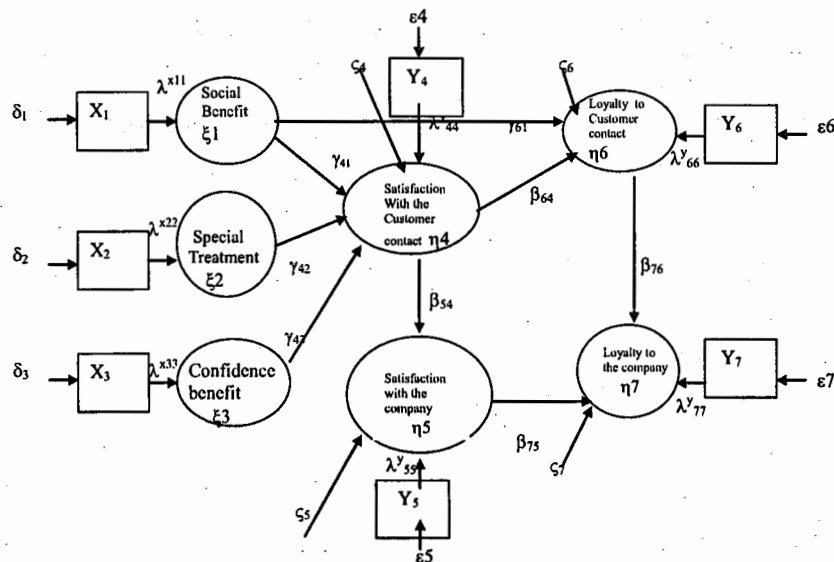 ε4
ς4
Y4
ς6
λx11
δ1
X1
Social
Benefit
ξ1
λy44
γ61
Loyalty to
Customer
contact
η6
Y6
ε6
λy66
γ41
Satisfaction
With the
Customer
contact η4
β64
λx22
δ2
X2
Special
Treatment
ξ2
γ42
β54
β76
γ43
δ3
X3
λx33
Confidence
benefit
ξ3
Satisfaction
with the
company
η5
Loyalty to
the company
η7
Y7
ε7
λy77
β75
ς7
λy55
ς5
Y5
ε5